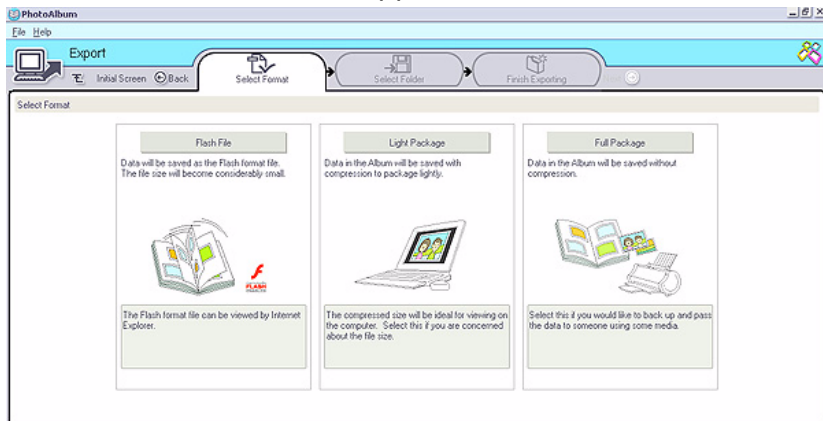 PhotoAlbum
File Help
Export
Initial Screen Back
Select Format
Select Folder
Finish Exporting
Select Format
Flash File
Data will be saved as the Flash format file.
The file size will become considerably small.
FLASH
The Flash format file can be viewed by Internet
Explorer.
Light Package
Data in the Album will be saved with
compression to package lightly.
The compressed size will be ideal for viewing on
the computer. Select this if you are concerned
about the file size.
Full Package
Data in the Album will be saved without
compression.
Select this if you would like to back up and pass
the data to someone using some media.